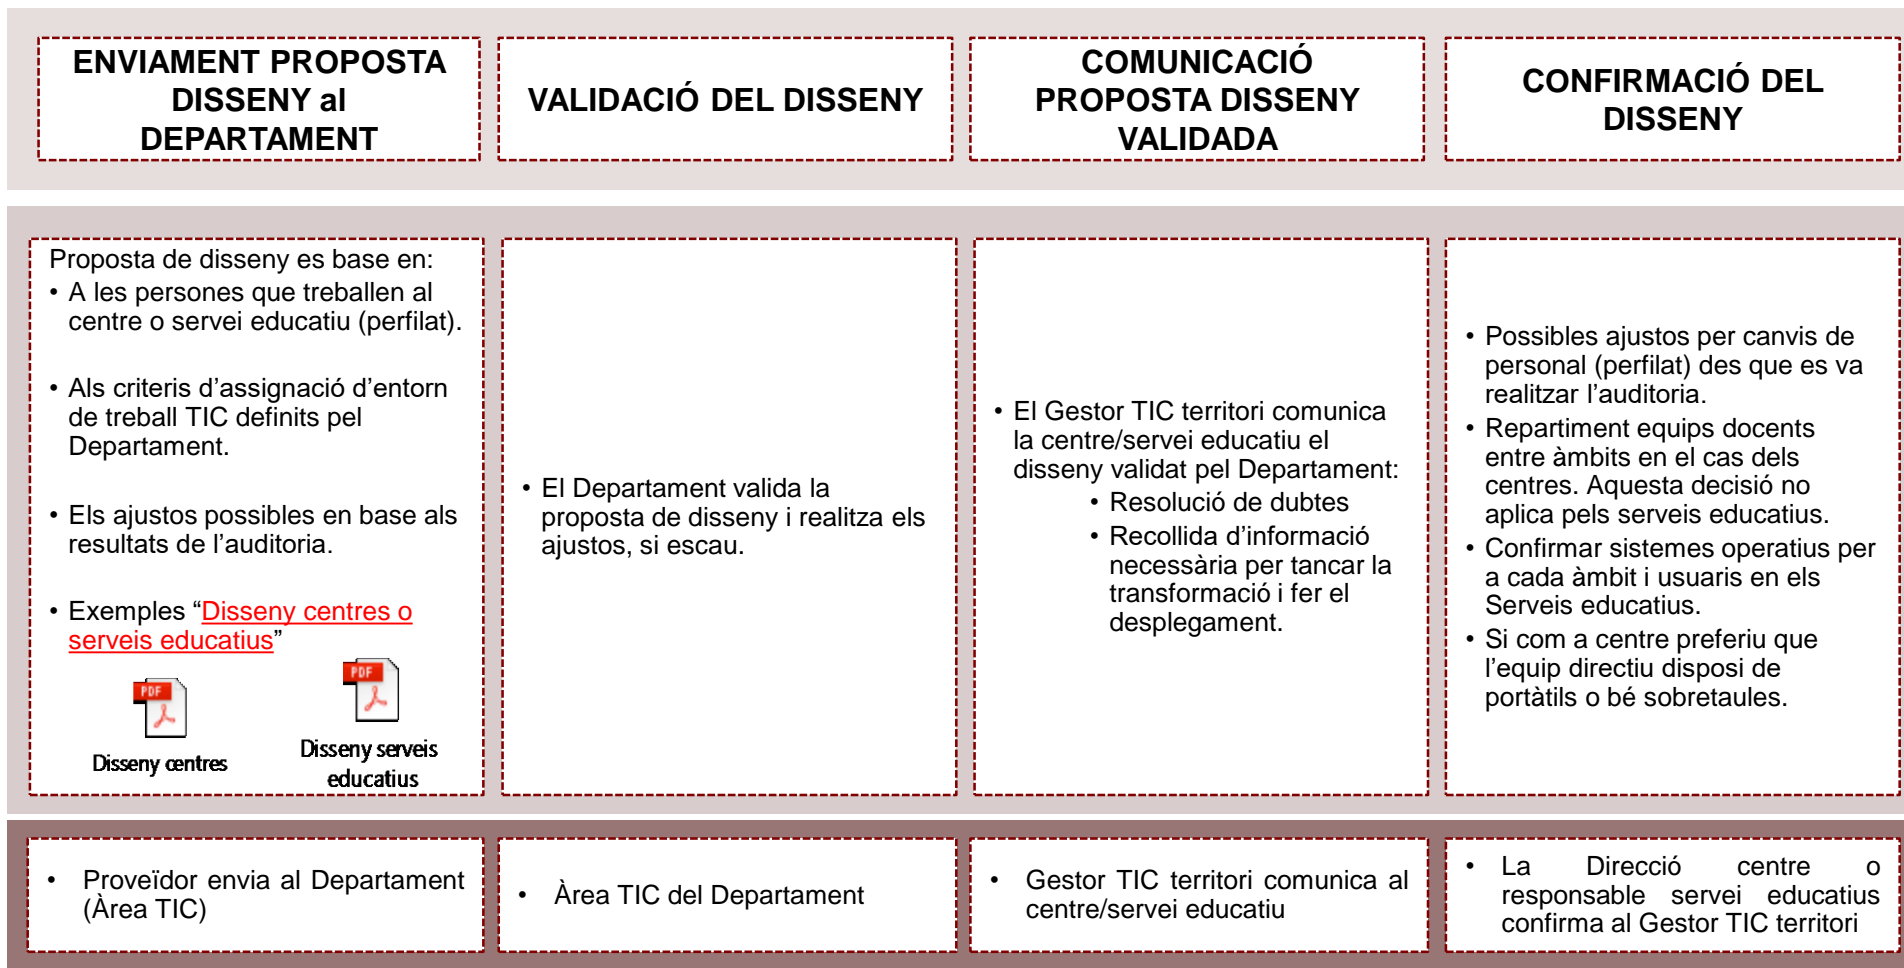 ENVIAMENT PROPOSTA
DISSENY al
DEPARTAMENT
VALIDACIÓ DEL DISSENY
COMUNICACIÓ
PROPOSTA DISSENY
VALIDADA
CONFIRMACIÓ DEL
DISSENY
Proposta de disseny es base en:
• A les persones que treballen al
centre o servei educatiu (perfilat).
• Als criteris d’assignació d’entorn
de treball TIC definits pel
Departament.
• Els ajustos possibles en base als
resultats de l’auditoria.
• Exemples “Disseny centres o
serveis educatius”
PDF
Disseny centres
PDF
Disseny serveis
educatius
• El Departament valida la
proposta de disseny i realitza els
ajustos, si escau.
• El Gestor TIC territori comunica
la centre/servei educatiu el
disseny validat pel Departament:
• Resolució de dubtes
• Recollida d’informació
necessària per tancar la
transformació i fer el
desplegament.
• Possibles ajustos per canvis de
personal (perfilat) des que es va
realitzar l’auditoria.
• Repartiment equips docents
entre àmbits en el cas dels
centres. Aquesta decisió no
aplica pels serveis educatius.
• Confirmar sistemes operatius per
a cada àmbit i usuaris en els
Serveis educatius.
• Si com a centre preferiu que
l’equip directiu disposi de
portàtils o bé sobretaules.
• Proveïdor envia al Departament
(Àrea TIC)
• Àrea TIC del Departament
• Gestor TIC territori comunica al
centre/servei educatiu
• La Direcció centre o
responsable servei educatius
confirma al Gestor TIC territori